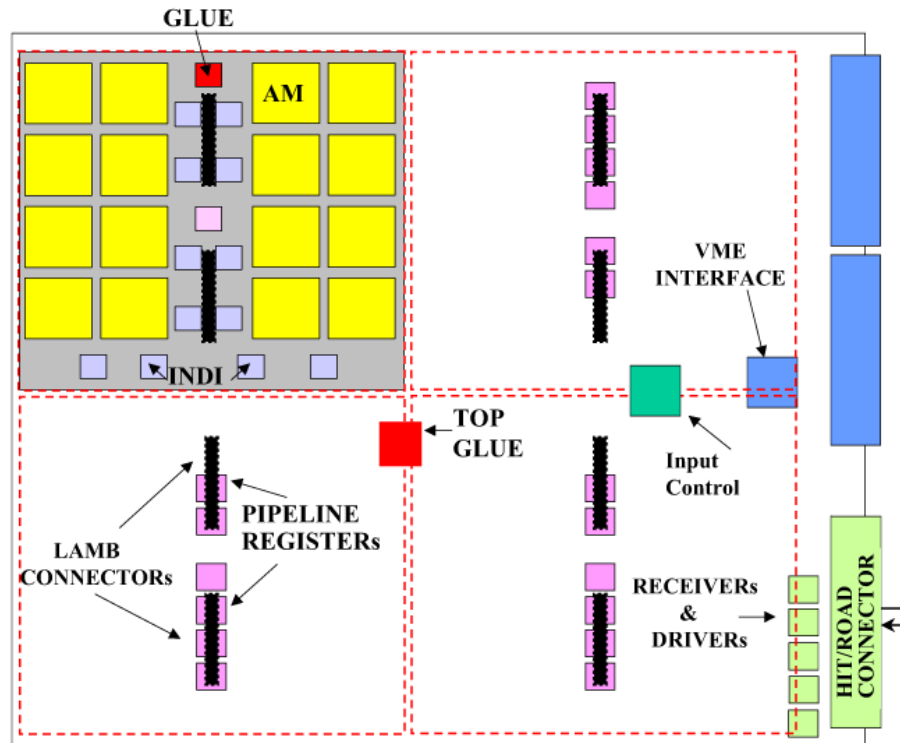 GLUE
AM
INDI
VME
INTERFACE
TOP
GLUE
Input
Control
PIPELINE
REGISTERs
LAMB
CONNECTORs
RECEIVERs
&
DRIVERs
HIT/ROAD
CONNECTOR